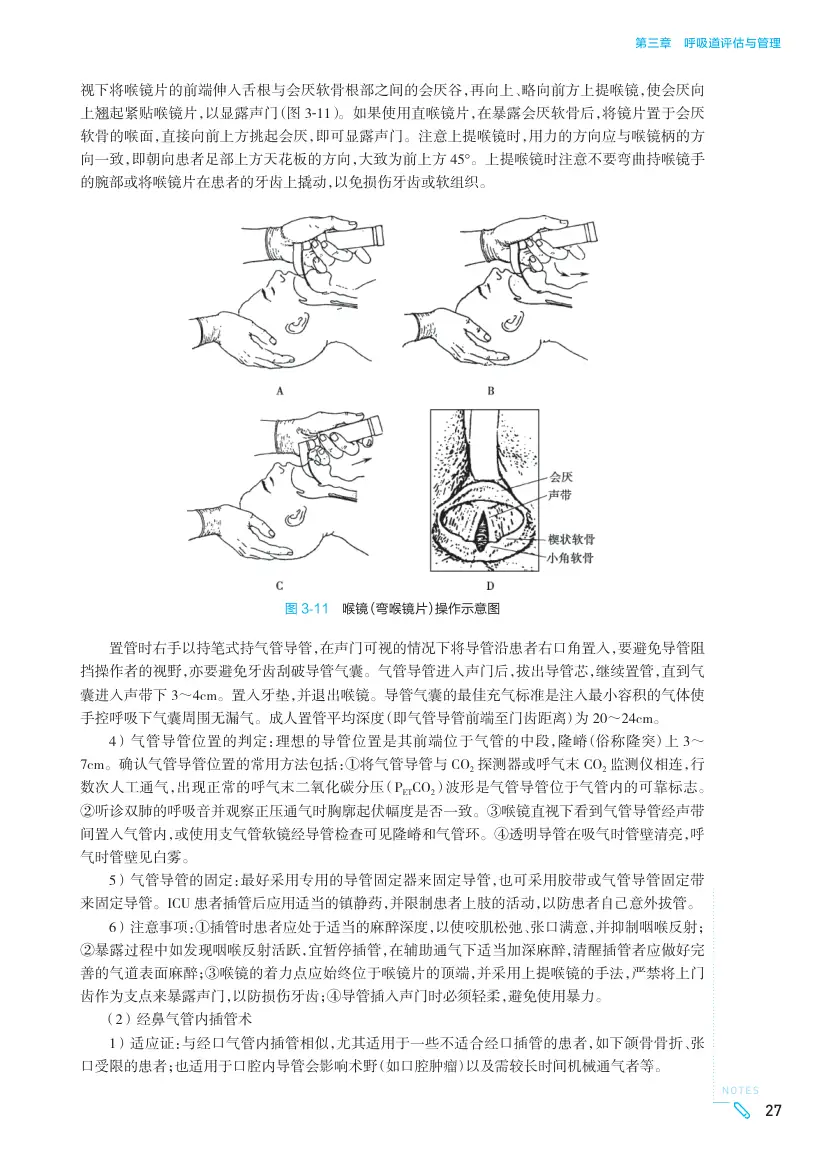 第三章 呼吸道评估与管理
视下将喉镜片的前端伸入舌根与会厌软骨根部之间的会厌谷,再向上、略向前方上提喉镜,使会厌向
上翘起紧贴喉镜片,以显露声门(图 3-11)。如果使用直喉镜片,在暴露会厌软骨后,将镜片置于会厌
软骨的喉面,直接向前上方挑起会厌,即可显露声门。注意上提喉镜时,用力的方向应与喉镜柄的方
向一致,即朝向患者足部上方天花板的方向,大致为前上方 45°。上提喉镜时注意不要弯曲持喉镜手
的腕部或将喉镜片在患者的牙齿上撬动,以免损伤牙齿或软组织。
A
B
会厌
声带
楔状软骨
小角软骨
C
D
图 3-11 喉镜(弯喉镜片)操作示意图
置管时右手以持笔式持气管导管,在声门可视的情况下将导管沿患者右口角置入,要避免导管阻
挡操作者的视野,亦要避免牙齿刮破导管气囊。气管导管进入声门后,拔出导管芯,继续置管,直到气
囊进入声带下 3～4cm。置入牙垫,并退出喉镜。导管气囊的最佳充气标准是注入最小容积的气体使
手控呼吸下气囊周围无漏气。成人置管平均深度(即气管导管前端至门齿距离)为 20～24cm。
4)气管导管位置的判定:理想的导管位置是其前端位于气管的中段,隆嵴(俗称隆突)上 3～
7cm。确认气管导管位置的常用方法包括:①将气管导管与 CO₂ 探测器或呼气末 CO₂ 监测仪相连,行
数次人工通气,出现正常的呼气末二氧化碳分压(PETCO₂)波形是气管导管位于气管内的可靠标志。
②听诊双肺的呼吸音并观察正压通气时胸廓起伏幅度是否一致。③喉镜直视下看到气管导管经声带
间置入气管内,或使用支气管软镜经导管检查可见隆嵴和气管环。④透明导管在吸气时管壁清亮,呼
气时管壁见白雾。
5)气管导管的固定:最好采用专用的导管固定器来固定导管,也可采用胶带或气管导管固定带
来固定导管。ICU 患者插管后应用适当的镇静药,并限制患者上肢的活动,以防患者自己意外拔管。
6)注意事项:①插管时患者应处于适当的麻醉深度,以使咬肌松弛、张口满意,并抑制咽喉反射;
②暴露过程中如发现咽喉反射活跃,宜暂停插管,在辅助通气下适当加深麻醉,清醒插管者应做好完
善的气道表面麻醉;③喉镜的着力点应始终位于喉镜片的顶端,并采用上提喉镜的手法,严禁将上门
齿作为支点来暴露声门,以防损伤牙齿;④导管插入声门时必须轻柔,避免使用暴力。
(2)经鼻气管内插管术
1)适应证:与经口气管内插管相似,尤其适用于一些不适合经口插管的患者,如下颌骨骨折、张
口受限的患者;也适用于口腔内导管会影响术野(如口腔肿瘤)以及需较长时间机械通气者等。
NOTES
27